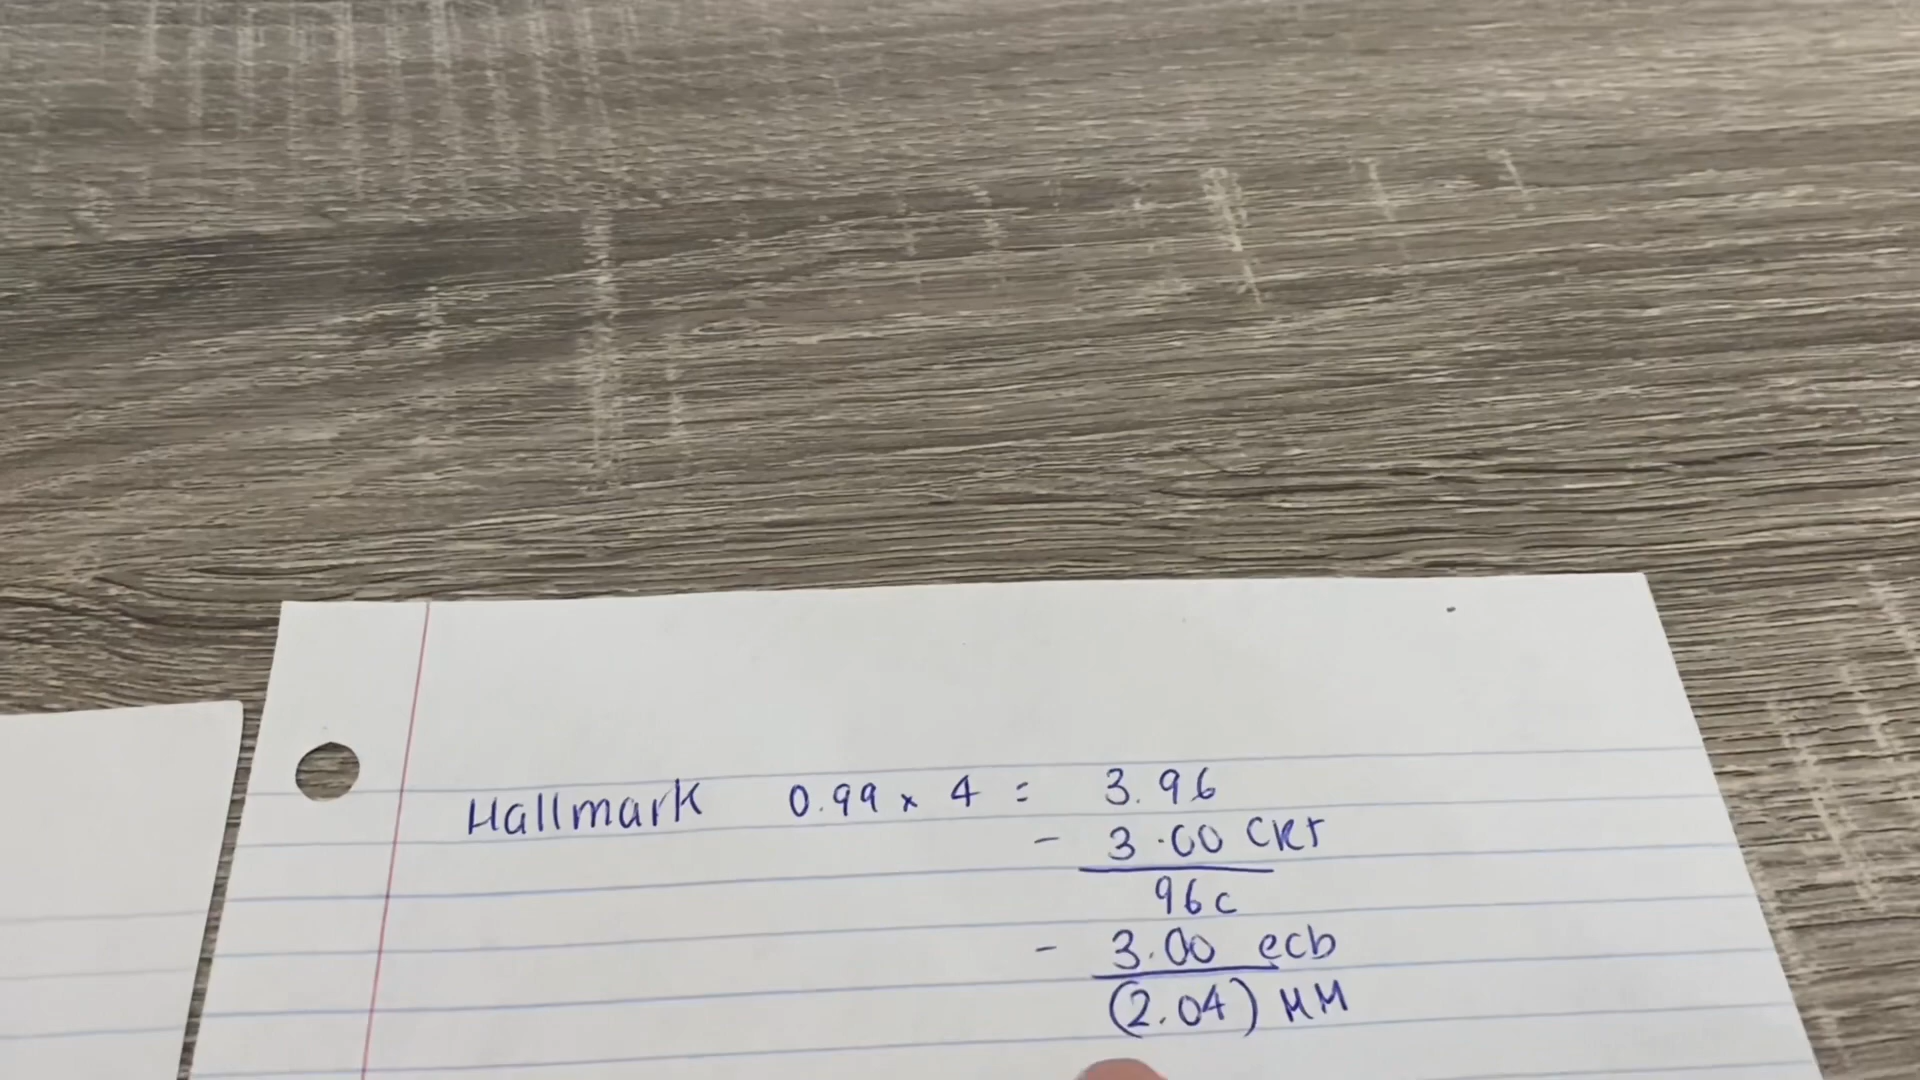 Hallmark 0.99 x 4 = 3.96
- 3.00 CRT
96c
- 3.00 ecb
(2.04) MM